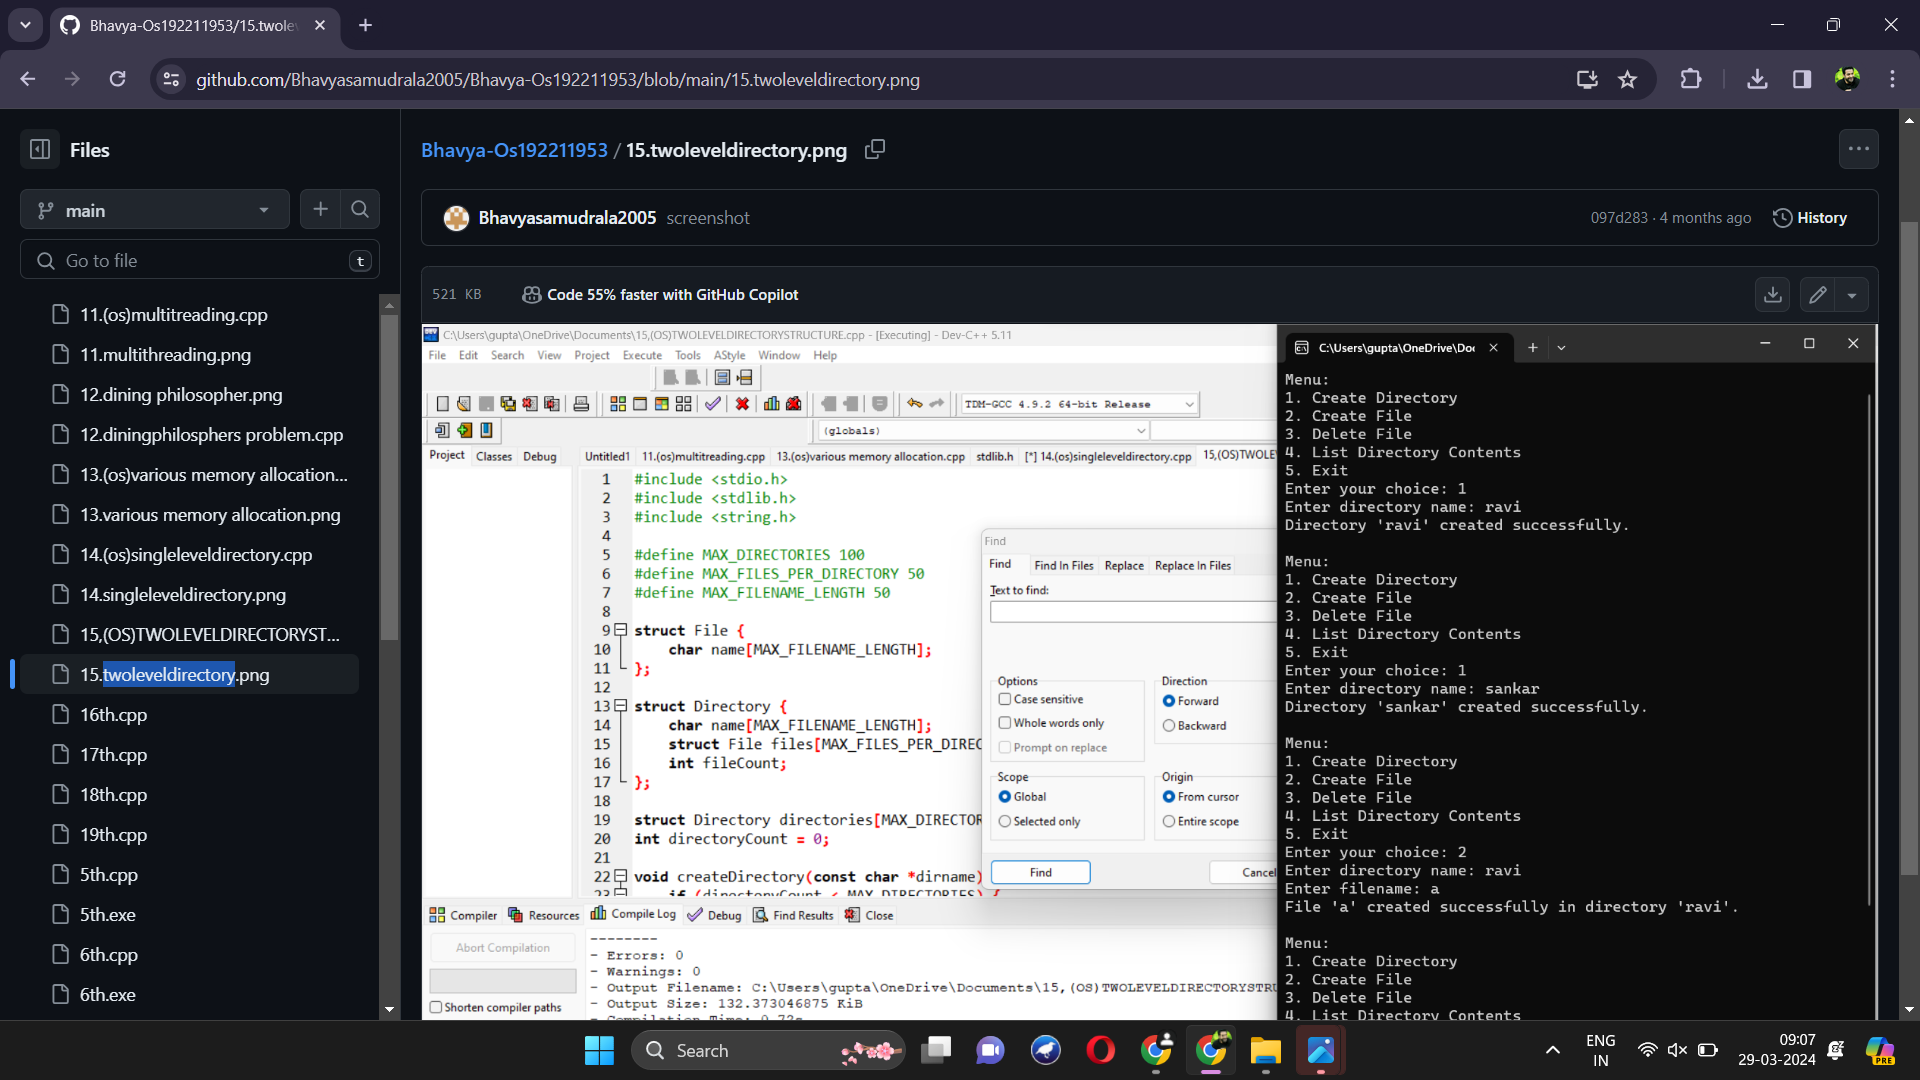 Bhavya-Os192211953/15.twole
github.com/Bhavyasamudrala2005/Bhavya-Os192211953/blob/main/15.twoleveldirectory.png
Files
main
Go to file
t
11.(os)multitreading.cpp
11.multithreading.png
12.dining philosopher.png
12.diningphilosphers problem.cpp
13.(os)various memory allocation...
13.various memory allocation.png
14.(os)singleleveldirectory.cpp
14.singleleveldirectory.png
15,(OS)TWOLEVELDIRECTORYST...
15.twoleveldirectory.png
16th.cpp
17th.cpp
18th.cpp
19th.cpp
5th.cpp
5th.exe
6th.cpp
6th.exe
Bhavya-Os192211953 / 15.twoleveldirectory.png
Bhavyasamudrala2005 screenshot
097d283 · 4 months ago
History
521 KB
Code 55% faster with GitHub Copilot
C:\Users\gupta\OneDrive\Documents\15,(OS)TWOLEVELDIRECTORYSTRUCTURE.cpp - [Executing] - Dev-C++ 5.11
File Edit Search View Project Execute Tools AStyle Window Help
TDM-GCC 4.9.2 64-bit Release
(globals)
Project Classes Debug
Untitled1 11.(os)multitreading.cpp 13.(os)various memory allocation.cpp stdlib.h [*] 14.(os)singleleveldirectory.cpp 15,(OS)TWOLE
1 #include <stdio.h>
2 #include <stdlib.h>
3 #include <string.h>
4
5 #define MAX_DIRECTORIES 100
6 #define MAX_FILES_PER_DIRECTORY 50
7 #define MAX_FILENAME_LENGTH 50
8
9 struct File {
10 char name[MAX_FILENAME_LENGTH];
11 };
12
13 struct Directory {
14 char name[MAX_FILENAME_LENGTH];
15 struct File files[MAX_FILES_PER_DIREC
16 int fileCount;
17 };
18
19 struct Directory directories[MAX_DIRECTOR
20 int directoryCount = 0;
21
22 void createDirectory(const char *dirname)
23 if (directoryCount < MAX_DIRECTORIES) {
Find
Find Find In Files Replace Replace In Files
Text to find:
Options
Case sensitive
Whole words only
Prompt on replace
Direction
Forward
Backward
Scope
Global
Selected only
Origin
From cursor
Entire scope
Find
Cancel
Compiler Resources Compile Log Debug Find Results Close
Abort Compilation
Shorten compiler paths
--------
- Errors: 0
- Warnings: 0
- Output Filename: C:\Users\gupta\OneDrive\Documents\15,(OS)TWOLEVELDIRECTORYSTRU
- Output Size: 132.373046875 KiB
- Compilation Time: 0.72s
C:\Users\gupta\OneDrive\Doc
Menu:
1. Create Directory
2. Create File
3. Delete File
4. List Directory Contents
5. Exit
Enter your choice: 1
Enter directory name: ravi
Directory 'ravi' created successfully.
Menu:
1. Create Directory
2. Create File
3. Delete File
4. List Directory Contents
5. Exit
Enter your choice: 1
Enter directory name: sankar
Directory 'sankar' created successfully.
Menu:
1. Create Directory
2. Create File
3. Delete File
4. List Directory Contents
5. Exit
Enter your choice: 2
Enter directory name: ravi
Enter filename: a
File 'a' created successfully in directory 'ravi'.
Menu:
1. Create Directory
2. Create File
3. Delete File
4. List Directory Contents
Search
ENG
IN
09:07
29-03-2024
PRE